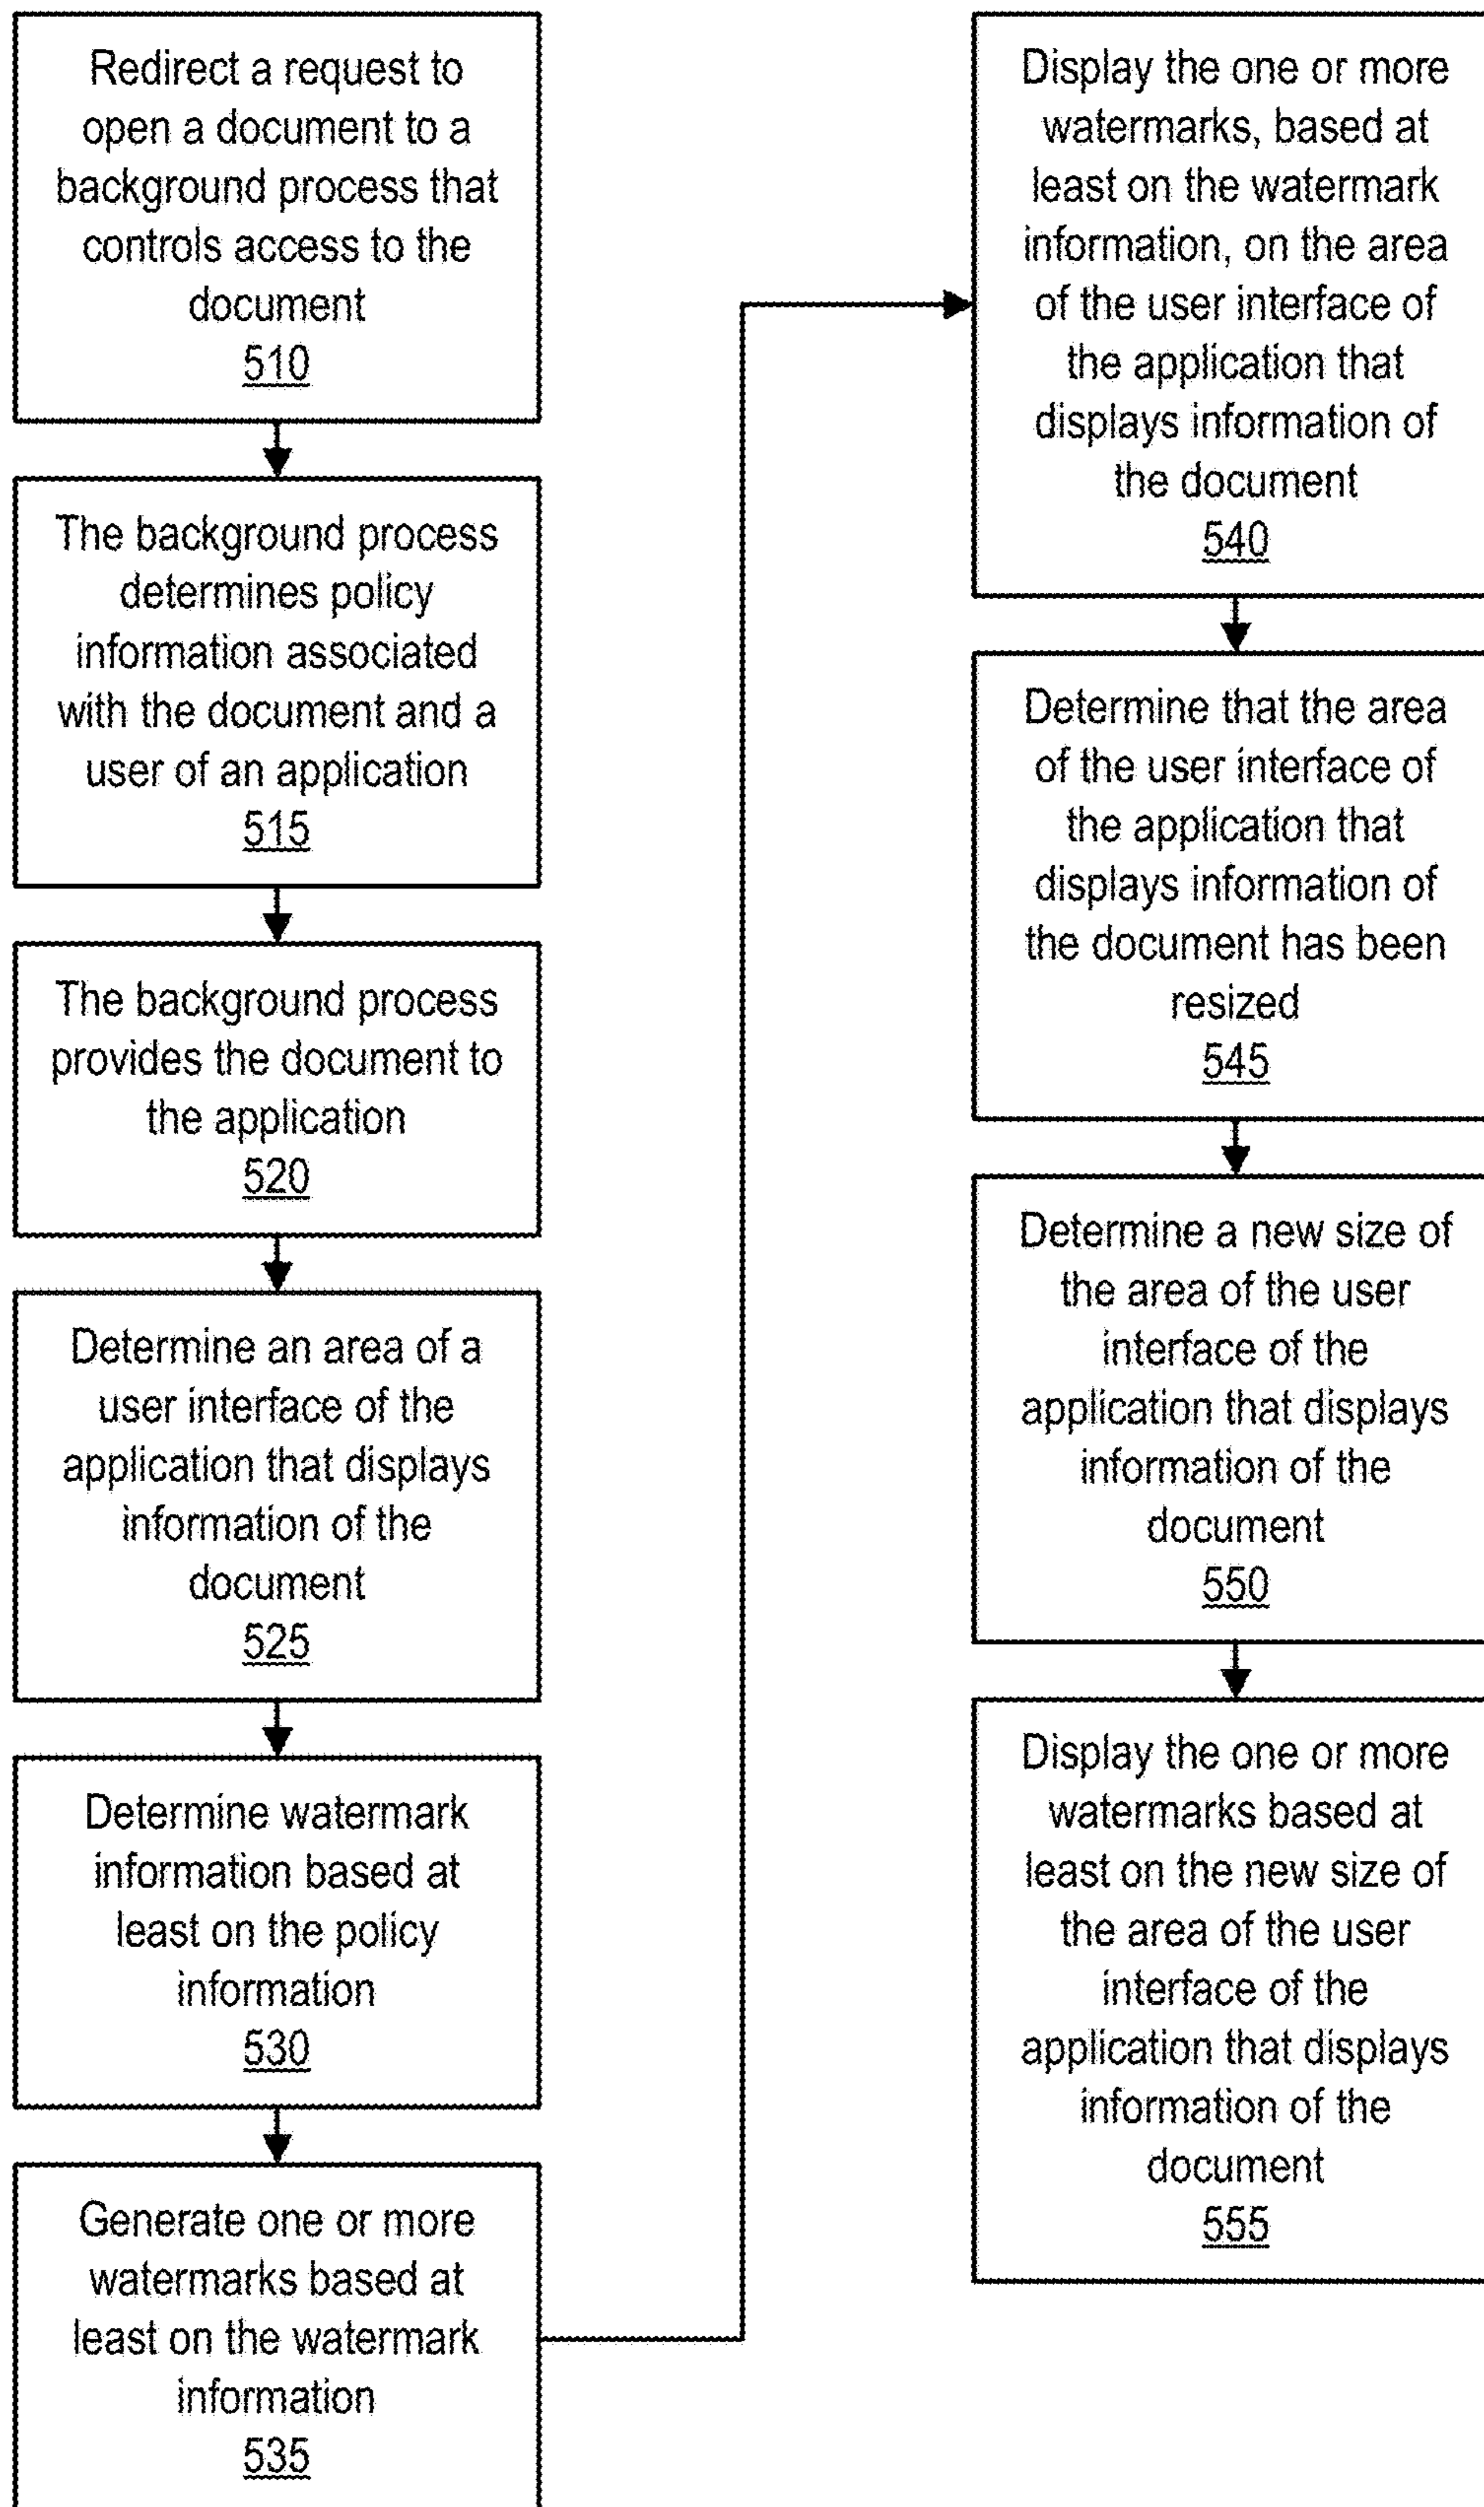 Redirect a request to
open a document to a
background process that
controls access to the
document
510
The background process
determines policy
information associated
with the document and a
user of an application
515
The background process
provides the document to
the application
520
Determine an area of a
user interface of the
application that displays
information of the
document
525
Determine watermark
information based at
least on the policy
information
530
Generate one or more
watermarks based at
least on the watermark
information
535
Display the one or more
watermarks, based at
least on the watermark
information, on the area
of the user interface of
the application that
displays information of
the document
540
Determine that the area
of the user interface of
the application that
displays information of
the document has been
resized
545
Determine a new size of
the area of the user
interface of the
application that displays
information of the
document
550
Display the one or more
watermarks based at
least on the new size of
the area of the user
interface of the
application that displays
information of the
document
555